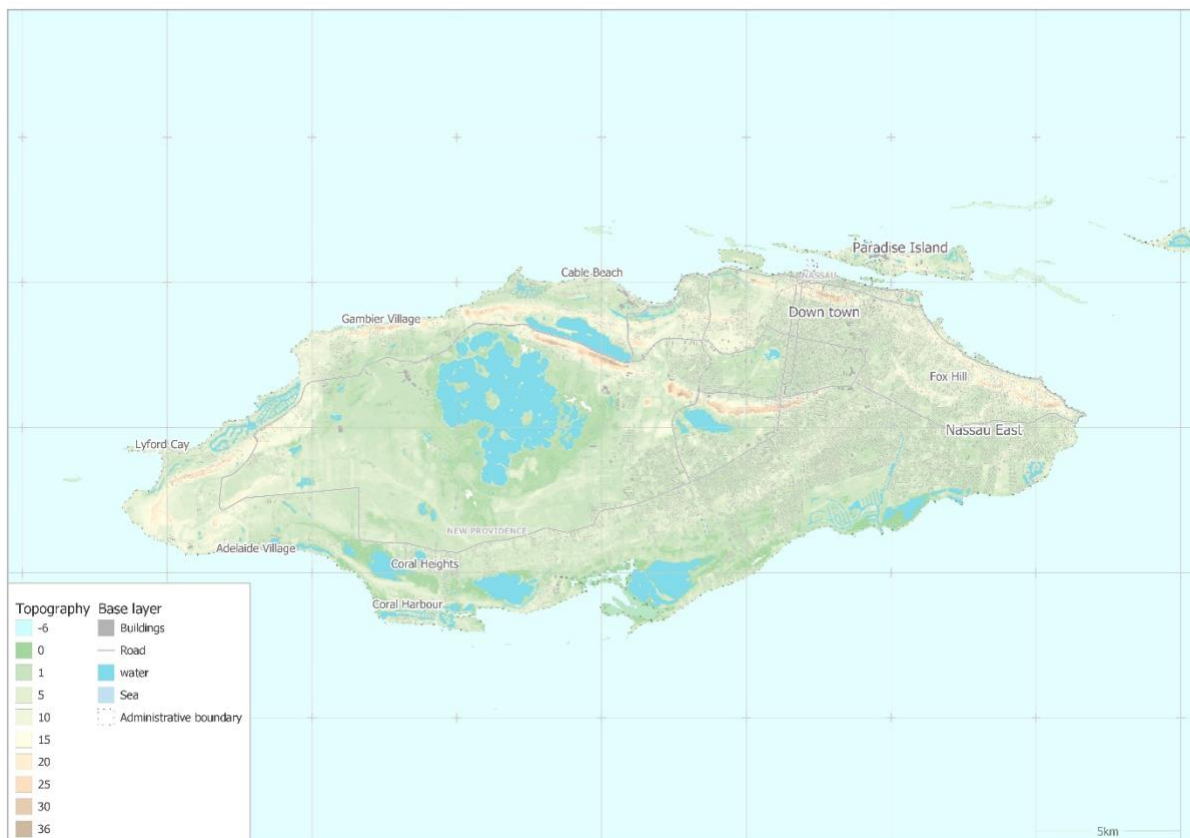 Paradise Island
Cable Beach
NASSAU
Down town
Gambier Village
Fox Hill
Nassau East
Lyford Cay
NEW PROVIDENCE
Adelaide Village
Coral Heights
Coral Harbour
Topography
-6
0
1
5
10
15
20
25
30
36
Base layer
Buildings
Road
water
Sea
Administrative boundary
5km